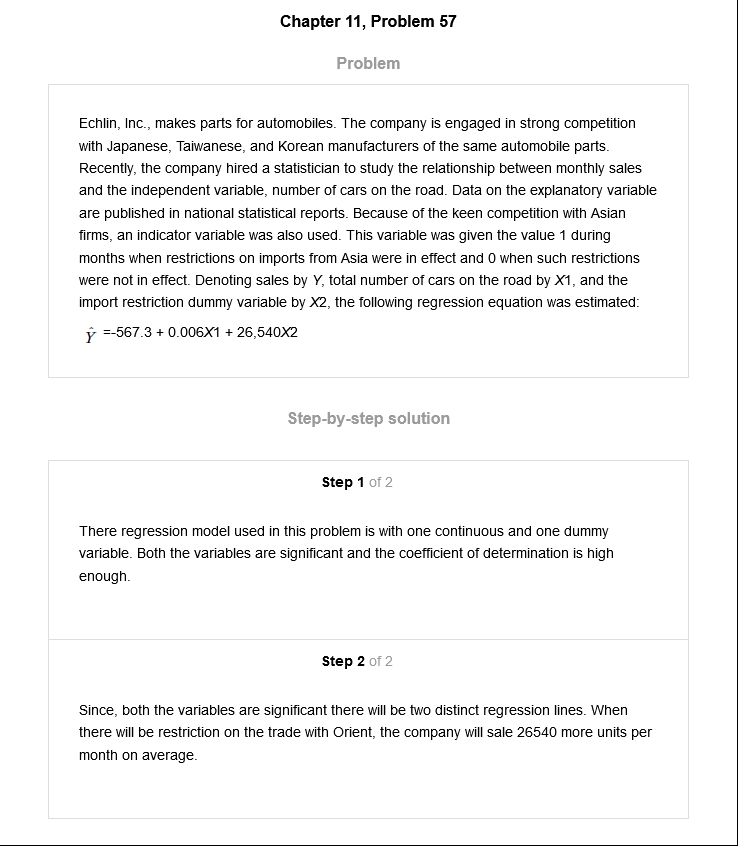 Chapter 11, Problem 57
Problem
Echlin, Inc., makes parts for automobiles. The company is engaged in strong competition
with Japanese, Taiwanese, and Korean manufacturers of the same automobile parts.
Recently, the company hired a statistician to study the relationship between monthly sales
and the independent variable, number of cars on the road. Data on the explanatory variable
are published in national statistical reports. Because of the keen competition with Asian
firms, an indicator variable was also used. This variable was given the value 1 during
months when restrictions on imports from Asia were in effect and 0 when such restrictions
were not in effect. Denoting sales by Y, total number of cars on the road by X1, and the
import restriction dummy variable by X2, the following regression equation was estimated:
Ŷ =-567.3 + 0.006X1 + 26,540X2
Step-by-step solution
Step 1 of 2
There regression model used in this problem is with one continuous and one dummy
variable. Both the variables are significant and the coefficient of determination is high
enough.
Step 2 of 2
Since, both the variables are significant there will be two distinct regression lines. When
there will be restriction on the trade with Orient, the company will sale 26540 more units per
month on average.